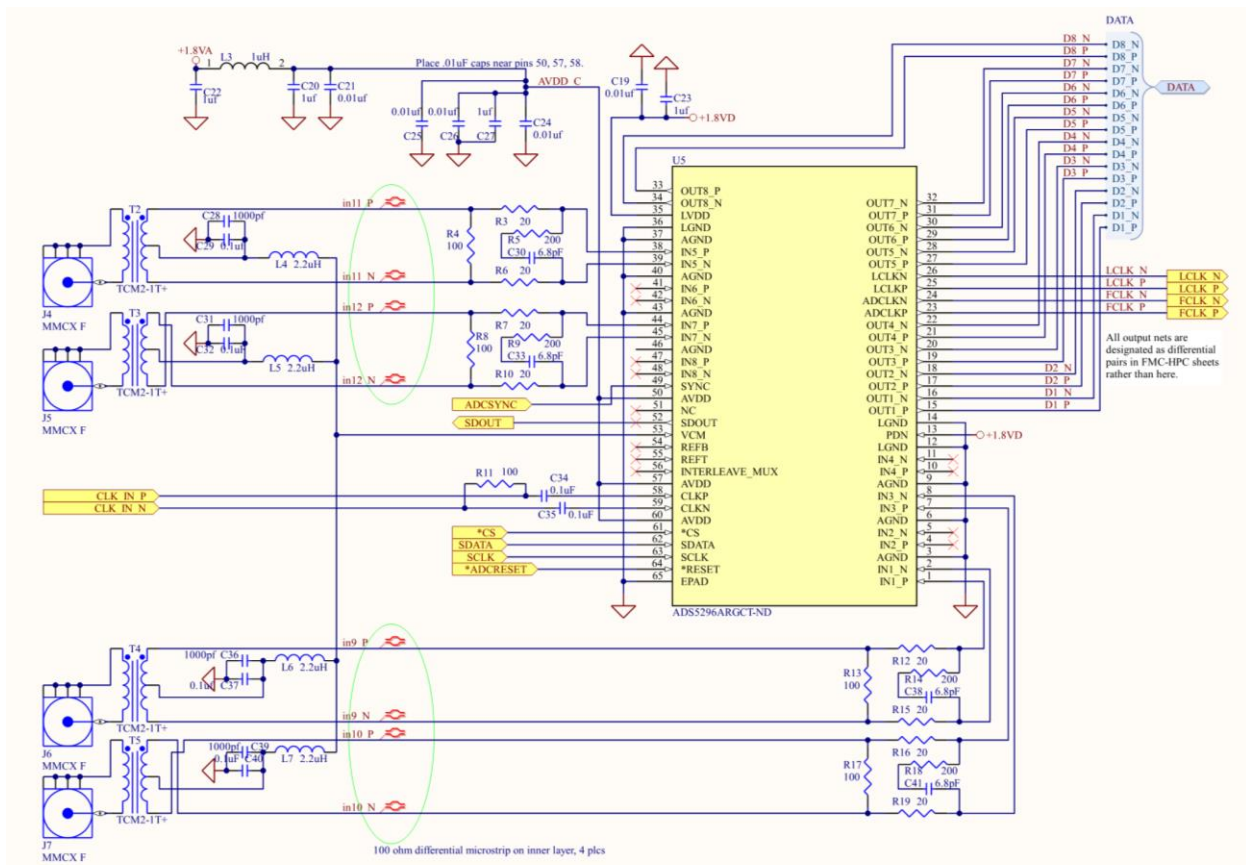 DATA
+1.8VA
1
L3
1uH
2
C22
1uf
C20
1uf
C21
0.01uf
Place .01uF caps near pins 50, 57, 58.
AVDD_C
0.01uf
C25
0.01uf
C26
1uf
C27
C24
0.01uf
C19
0.01uf
C23
1uf
+1.8VD
D8_N D8_N
D8_P D8_P
D7_N D7_N
D7_P D7_P
D6_N D6_N
D6_P D6_P
D5_N D5_N
D5_P D5_P
D4_N D4_N
D4_P D4_P
D3_N D3_N
D3_P D3_P
D2_N
D2_P
D1_N
D1_P
DATA
U5
33 OUT8_P
34 OUT8_N
35 LVDD
36 LGND
37 AGND
38 IN5_P
39 IN5_N
40 AGND
41 IN6_P
42 IN6_N
43 AGND
44 IN7_P
45 IN7_N
46 AGND
47 IN8_P
48 IN8_N
49 SYNC
50 AVDD
51 NC
52 SDOUT
53 VCM
54 REFB
55 REFT
56 INTERLEAVE_MUX
57 AVDD
58 CLKP
59 CLKN
60 AVDD
61 *CS
62 SDATA
63 SCLK
64 *RESET
65 EPAD
OUT7_N 32
OUT7_P 31
OUT6_N 30
OUT6_P 29
OUT5_N 28
OUT5_P 27
LCLKN 26
LCLKP 25
ADCLKN 24
ADCLKP 23
OUT4_N 22
OUT4_P 21
OUT3_N 20
OUT3_P 19
OUT2_N 18
OUT2_P 17
OUT1_N 16
OUT1_P 15
LGND 14
PDN 13
LGND 12
IN4_N 11
IN4_P 10
AGND 9
IN3_N 8
IN3_P 7
AGND 6
IN2_N 5
IN2_P 4
AGND 3
IN1_N 2
IN1_P 1
ADS5296ARGCT-ND
LCLK_N LCLK_N
LCLK_P LCLK_P
FCLK_N FCLK_N
FCLK_P FCLK_P
All output nets are
designated as differential
pairs in FMC-HPC sheets
rather than here.
D2_N
D2_P
D1_N
D1_P
+1.8VD
T2
TCM2-1T+
J4
MMCX F
C28
1000pf
C29
0.1uf
L4 2.2uH
in11_P
in11_N
R4
100
R3
20
R5
200
C30
6.8pF
R6
20
T3
TCM2-1T+
J5
MMCX F
C31
1000pf
C32
0.1uF
L5 2.2uH
in12_P
in12_N
R8
100
R7
20
R9
200
C33
6.8pF
R10 20
ADCSYNC
SDOUT
R11 100
C34
0.1uF
C35
0.1uF
CLK_IN_P
CLK_IN_N
*CS
SDATA
SCLK
*ADCRESET
T4
TCM2-1T+
J6
MMCX F
1000pf C36
0.1uf C37
L6 2.2uH
in9_P
in9_N
R13
100
R12 20
R14
200
C38
6.8pF
R15 20
T5
TCM2-1T+
J7
MMCX F
1000pf C39
0.1uF C40
L7 2.2uH
in10_P
in10_N
R17
100
R16 20
R18
200
C41
6.8pF
R19 20
100 ohm differential microstrip on inner layer, 4 plcs